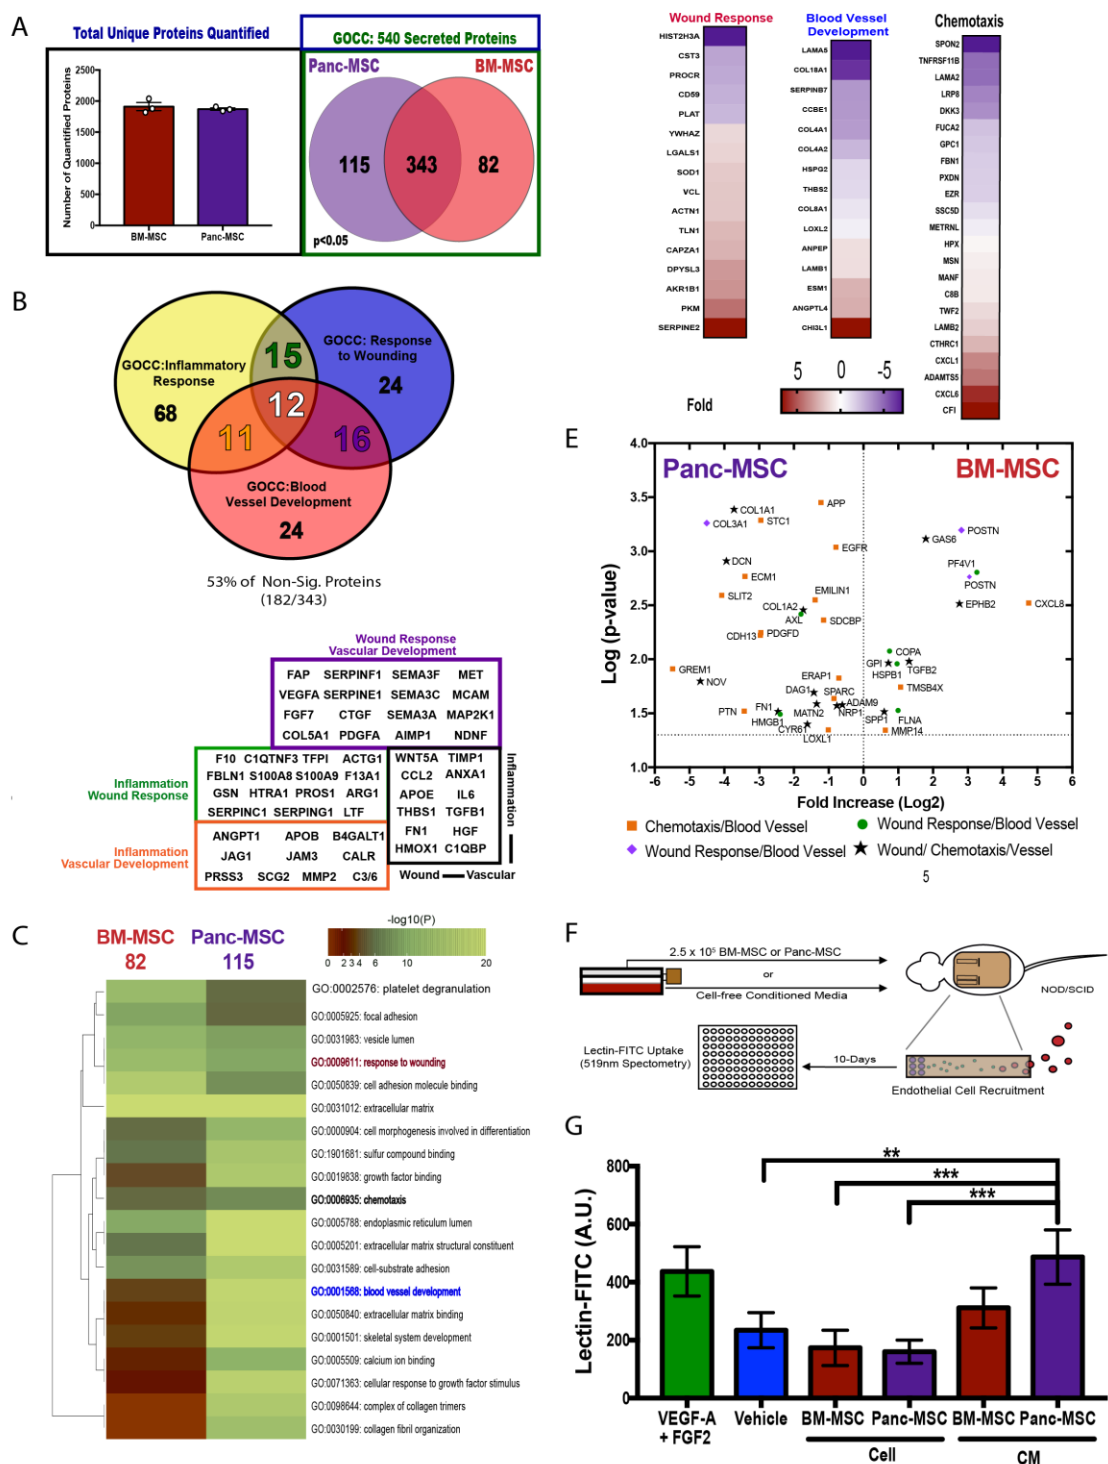 A
Total Unique Proteins Quantified
GOCC: 540 Secreted Proteins
Number of Quantified Proteins
2500
2000
1500
1000
500
0
BM-MSC
Panc-MSC
Panc-MSC
BM-MSC
115
343
82
p<0.05
Wound Response
HIST2H3A
CST3
PROCR
CD59
PLAT
YWHAZ
LGALS1
SOD1
VCL
ACTN1
TLN1
CAPZA1
DPYSL3
AKR1B1
PKM
SERPINE2
Blood Vessel
Development
LAMA5
COL18A1
SERPINB7
CCBE1
COL4A1
COL4A2
HSPG2
THBS2
COL8A1
LOXL2
ANPEP
LAMB1
ESM1
ANGPTL4
CHI3L1
Chemotaxis
SPON2
TNFRSF11B
LAMA2
LRP8
DKK3
FUCA2
GPC1
FBN1
PXDN
EZR
SSC5D
METRNL
HPX
MSN
MANF
C8B
TWF2
LAMB2
CTHRC1
CXCL1
ADAMTS5
CXCL6
CFI
Fold
5
0
-5
B
GOCC:Inflammatory
Response
68
GOCC: Response
to Wounding
24
15
12
11
16
GOCC:Blood
Vessel Development
24
53% of Non-Sig. Proteins
(182/343)
Wound Response
Vascular Development
FAP SERPINF1 SEMA3F MET
VEGFA SERPINE1 SEMA3C MCAM
FGF7 CTGF SEMA3A MAP2K1
COL5A1 PDGFA AIMP1 NDNF
Inflammation
Wound Response
F10 C1QTNF3 TFPI ACTG1
FBLN1 S100A8 S100A9 F13A1
GSN HTRA1 PROS1 ARG1
SERPINC1 SERPING1 LTF
WNT5A TIMP1
CCL2 ANXA1
APOE IL6
THBS1 TGFB1
FN1 HGF
HMOX1 C1QBP
Inflammation
Wound
Vascular
Inflammation
Vascular Development
ANGPT1 APOB B4GALT1
JAG1 JAM3 CALR
PRSS3 SCG2 MMP2 C3/6
C
BM-MSC
82
Panc-MSC
115
-log10(P)
0 2 3 4 6 10 20
GO:0002576: platelet degranulation
GO:0005925: focal adhesion
GO:0031983: vesicle lumen
GO:0009611: response to wounding
GO:0050839: cell adhesion molecule binding
GO:0031012: extracellular matrix
GO:0000904: cell morphogenesis involved in differentiation
GO:1901681: sulfur compound binding
GO:0019838: growth factor binding
GO:0006935: chemotaxis
GO:0005788: endoplasmic reticulum lumen
GO:0005201: extracellular matrix structural constituent
GO:0031589: cell-substrate adhesion
GO:0001568: blood vessel development
GO:0050840: extracellular matrix binding
GO:0001501: skeletal system development
GO:0005509: calcium ion binding
GO:0071363: cellular response to growth factor stimulus
GO:0098644: complex of collagen trimers
GO:0030199: collagen fibril organization
E
Panc-MSC
BM-MSC
Log (p-value)
4.0
3.5
3.0
2.5
2.0
1.5
1.0
-6 -5 -4 -3 -2 -1 0 1 2 3 4 5 6
Fold Increase (Log2)
APP
COL1A1
COL3A1
STC1
EGFR
DCN
ECM1
SLIT2
EMILIN1
COL1A2
AXL
SDCBP
CDH13
PDGFD
GREM1
NOV
ERAP1
DAG1
SPARC
ADAM9
PTN
FN1
HMGB1
MATN2
NRP1
CYR61
LOXL1
POSTN
GAS6
PF4V1
POSTN
EPHB2
CXCL8
COPA
GPI
TGFB2
HSPB1
TMSB4X
SPP1
FLNA
MMP14
Chemotaxis/Blood Vessel
Wound Response/Blood Vessel
Wound Response/Blood Vessel
Wound/ Chemotaxis/Vessel
5
F
2.5 x 10⁵ BM-MSC or Panc-MSC
or
Cell-free Conditioned Media
NOD/SCID
Lectin-FITC Uptake
(519nm Spectometry)
10-Days
Endothelial Cell Recruitment
G
Lectin-FITC (A.U.)
800
600
400
200
0
**
***
***
VEGF-A
+ FGF2
Vehicle
BM-MSC
Panc-MSC
BM-MSC
Panc-MSC
Cell
CM